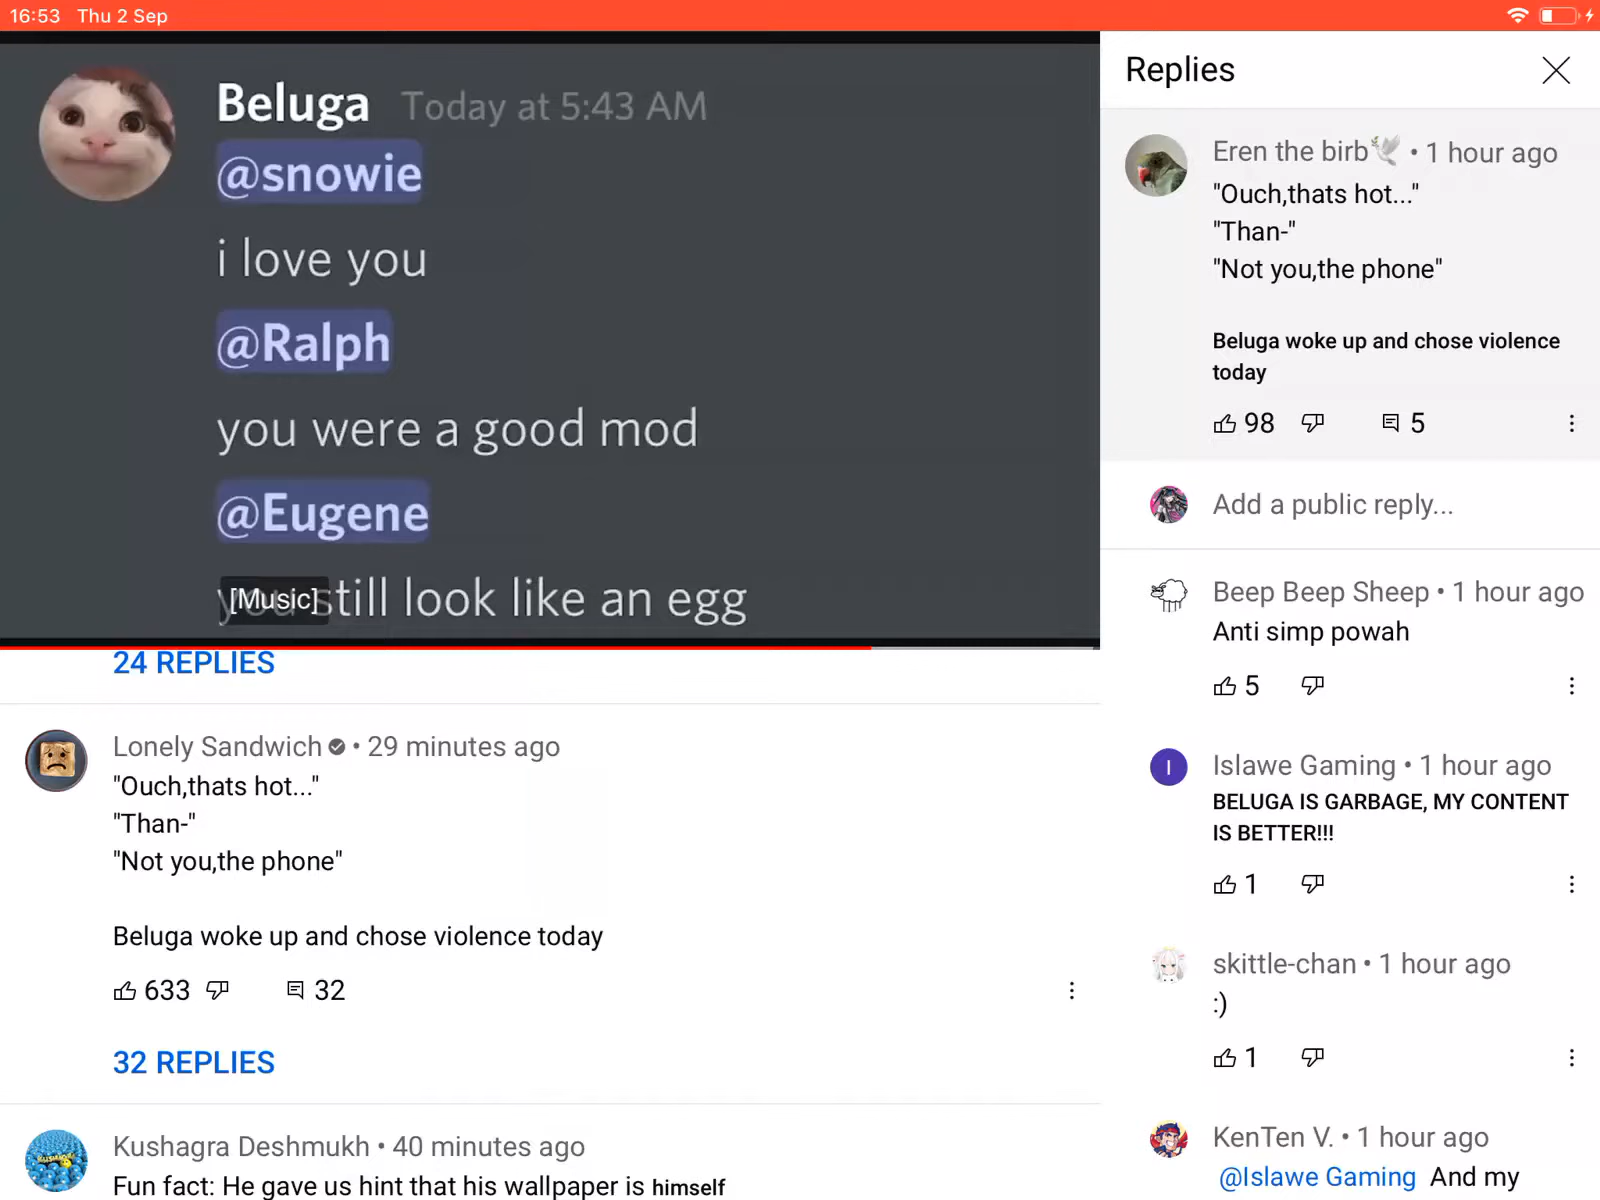 16:53 Thu 2 Sep
Beluga Today at 5:43 AM
@snowie
i love you
@Ralph
you were a good mod
@Eugene
you still look like an egg
[Music]
24 REPLIES
Lonely Sandwich • 29 minutes ago
"Ouch,thats hot..."
"Than-"
"Not you,the phone"
Beluga woke up and chose violence today
633 32
32 REPLIES
Kushagra Deshmukh • 40 minutes ago
Fun fact: He gave us hint that his wallpaper is himself
Replies
Eren the birb🕊 • 1 hour ago
"Ouch,thats hot..."
"Than-"
"Not you,the phone"
Beluga woke up and chose violence
today
98 5
Add a public reply...
Beep Beep Sheep • 1 hour ago
Anti simp powah
5
I
Islawe Gaming • 1 hour ago
BELUGA IS GARBAGE, MY CONTENT
IS BETTER!!!
1
skittle-chan • 1 hour ago
:)
1
KenTen V. • 1 hour ago
@Islawe Gaming And my